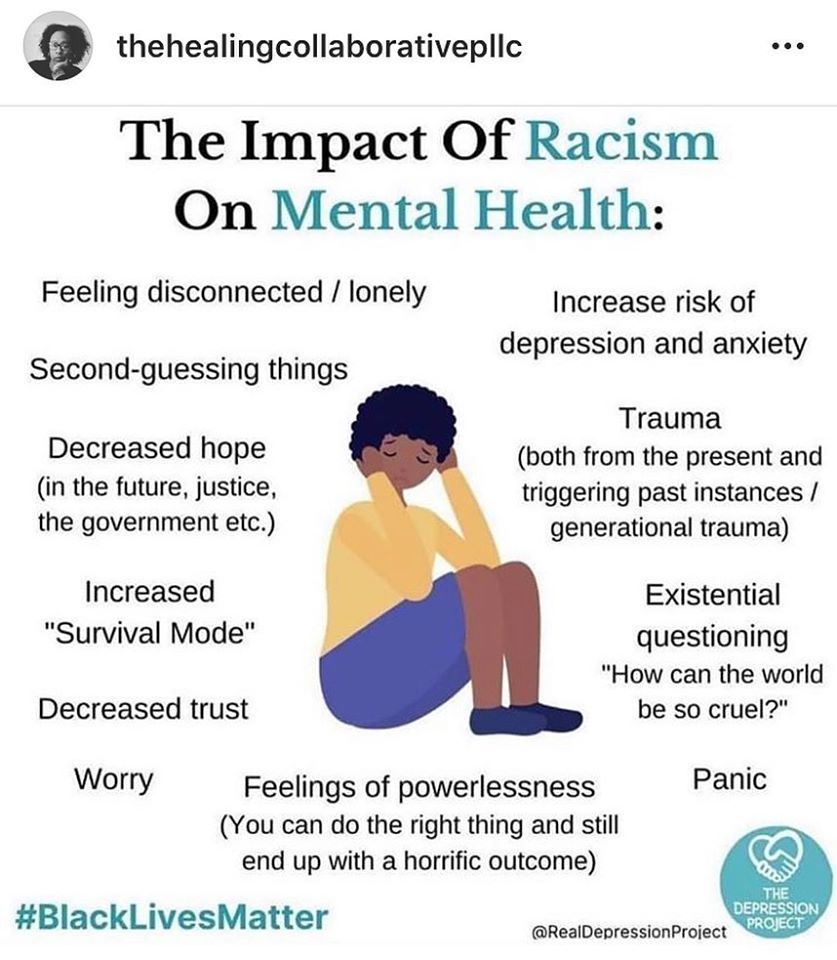 thehealingcollaborativepllc
The Impact Of Racism
On Mental Health:
Feeling disconnected / lonely
Second-guessing things
Decreased hope
(in the future, justice,
the government etc.)
Increased
"Survival Mode"
Decreased trust
Worry
Increase risk of
depression and anxiety
Trauma
(both from the present and
triggering past instances /
generational trauma)
Existential
questioning
"How can the world
be so cruel?"
Panic
Feelings of powerlessness
(You can do the right thing and still
end up with a horrific outcome)
#BlackLivesMatter
@RealDepressionProject
THE
DEPRESSION
PROJECT